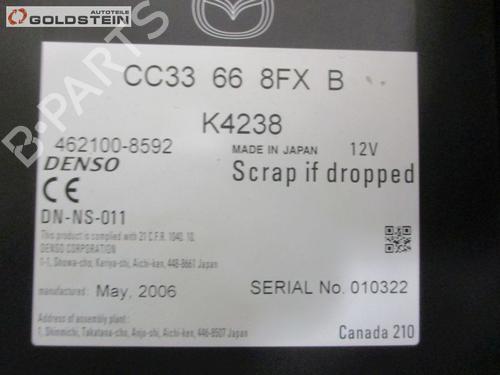 AUTOTEILE
GOLDSTEIN
B-PARTS
CC33 66 8FX B
K4238
462100-8592
MADE IN JAPAN 12V
DENSO
Scrap if dropped
CE
DN-NS-011
This product is complied with 21 C.F.R. 1040. 10.
DENSO CORPORATION
1-1, Showa-cho, Kariya-shi, Aichi-ken, 448-8661 Japan
manufactured: May, 2006
SERIAL No. 010322
Address of assembly plant:
1, Shinmichi, Takatana-cho, Anjo-shi, Aichi-ken, 446-8507 Japan
Canada 210